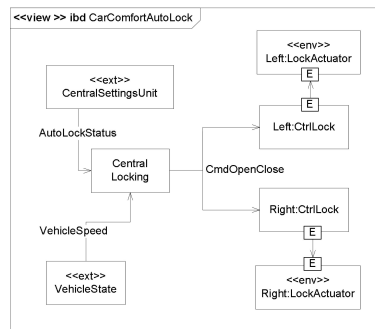 <<view >> ibd CarComfortAutoLock
<<env>>
Left:LockActuator
E
E
<<ext>>
CentralSettingsUnit
Left:CtrlLock
AutoLockStatus
Central
Locking
CmdOpenClose
Right:CtrlLock
E
VehicleSpeed
E
<<ext>>
VehicleState
<<env>>
Right:LockActuator